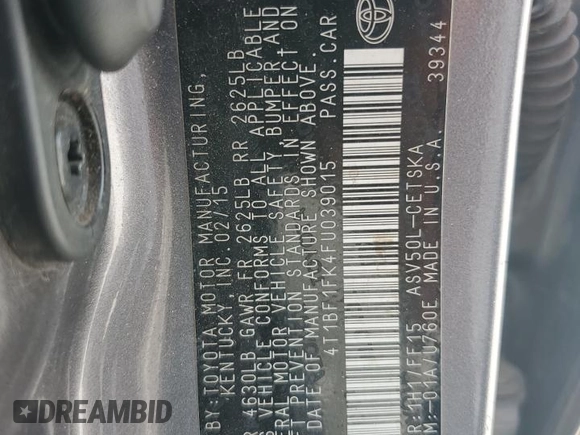 BY: TOYOTA MOTOR MANUFACTURING,
KENTUCKY, INC. 02/15
4630LB GAWR FR 2625LB RR 2625LB
VEHICLE CONFORMS TO ALL APPLICABLE
MOTOR VEHICLE SAFETY, BUMPER AND
PREVENTION STANDARDS IN EFFECT ON
DATE OF MANUFACTURE SHOWN ABOVE.
4T1BF1FK4FU039015 PASS.CAR
1H1/FF15 ASV50L-CETSKA
-01A/U760E MADE IN U.S.A. 39344
DREAMBID